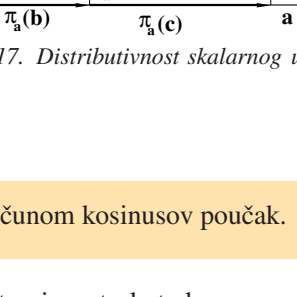 πa(b) πa(c) a
17. Distributivnost skalarnog
čunom kosinusov poučak.